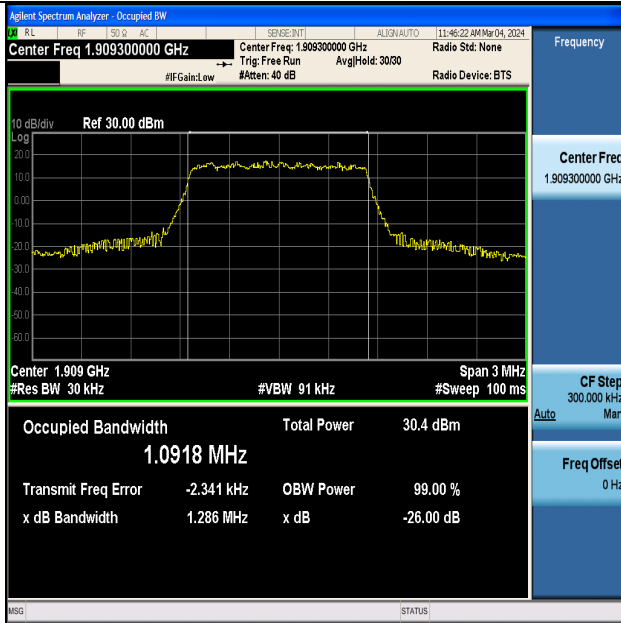 Agilent Spectrum Analyzer - Occupied BW
RL RF 50 Ω AC SENSE:INT ALIGN AUTO 11:46:22 AM Mar 04, 2024
Center Freq 1.909300000 GHz
Center Freq: 1.909300000 GHz
Radio Std: None
Trig: Free Run Avg|Hold: 30/30
#IFGain:Low
#Atten: 40 dB
Radio Device: BTS
Frequency
10 dB/div Ref 30.00 dBm
Log
20.0
10.0
0.00
-10.0
-20.0
-30.0
-40.0
-50.0
-60.0
Center 1.909 GHz
Span 3 MHz
#Res BW 30 kHz
#VBW 91 kHz
#Sweep 100 ms
Occupied Bandwidth
Total Power 30.4 dBm
1.0918 MHz
Transmit Freq Error -2.341 kHz
OBW Power 99.00 %
x dB Bandwidth 1.286 MHz
x dB -26.00 dB
Center Freq
1.909300000 GHz
CF Step
300.000 kHz
Auto Man
Freq Offset
0 Hz
MSG
STATUS